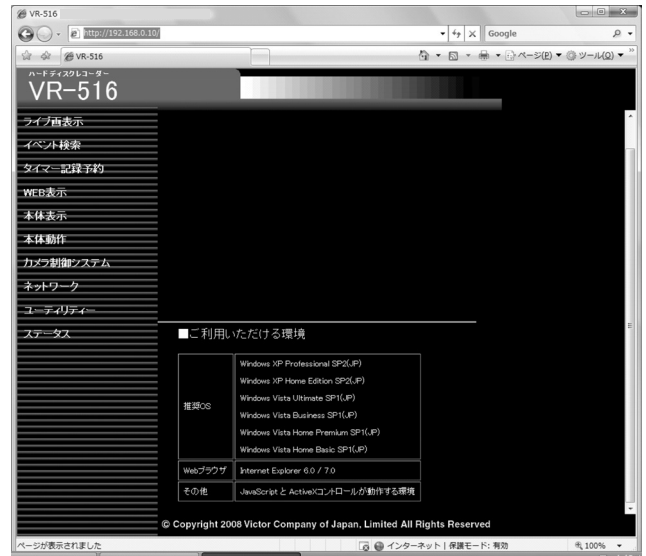 VR-516
http://192.168.0.10/
Google
VR-516
ページ(P)
ツール(O)
ハードディスクレコーダー
VR-516
ライブ画表示
イベント検索
タイマー記録予約
WEB表示
本体表示
本体動作
カメラ制御システム
ネットワーク
ユーティリティー
ステータス
■ご利用いただける環境
推奨OS
Windows XP Professional SP2(JP)
Windows XP Home Edition SP2(JP)
Windows Vista Ultimate SP1(JP)
Windows Vista Business SP1(JP)
Windows Vista Home Premium SP1(JP)
Windows Vista Home Basic SP1(JP)
Webブラウザ Internet Explorer 6.0 / 7.0
その他 JavaScript と ActiveXコントロールが動作する環境
© Copyright 2008 Victor Company of Japan, Limited All Rights Reserved
ページが表示されました
インターネット | 保護モード: 有効
100%